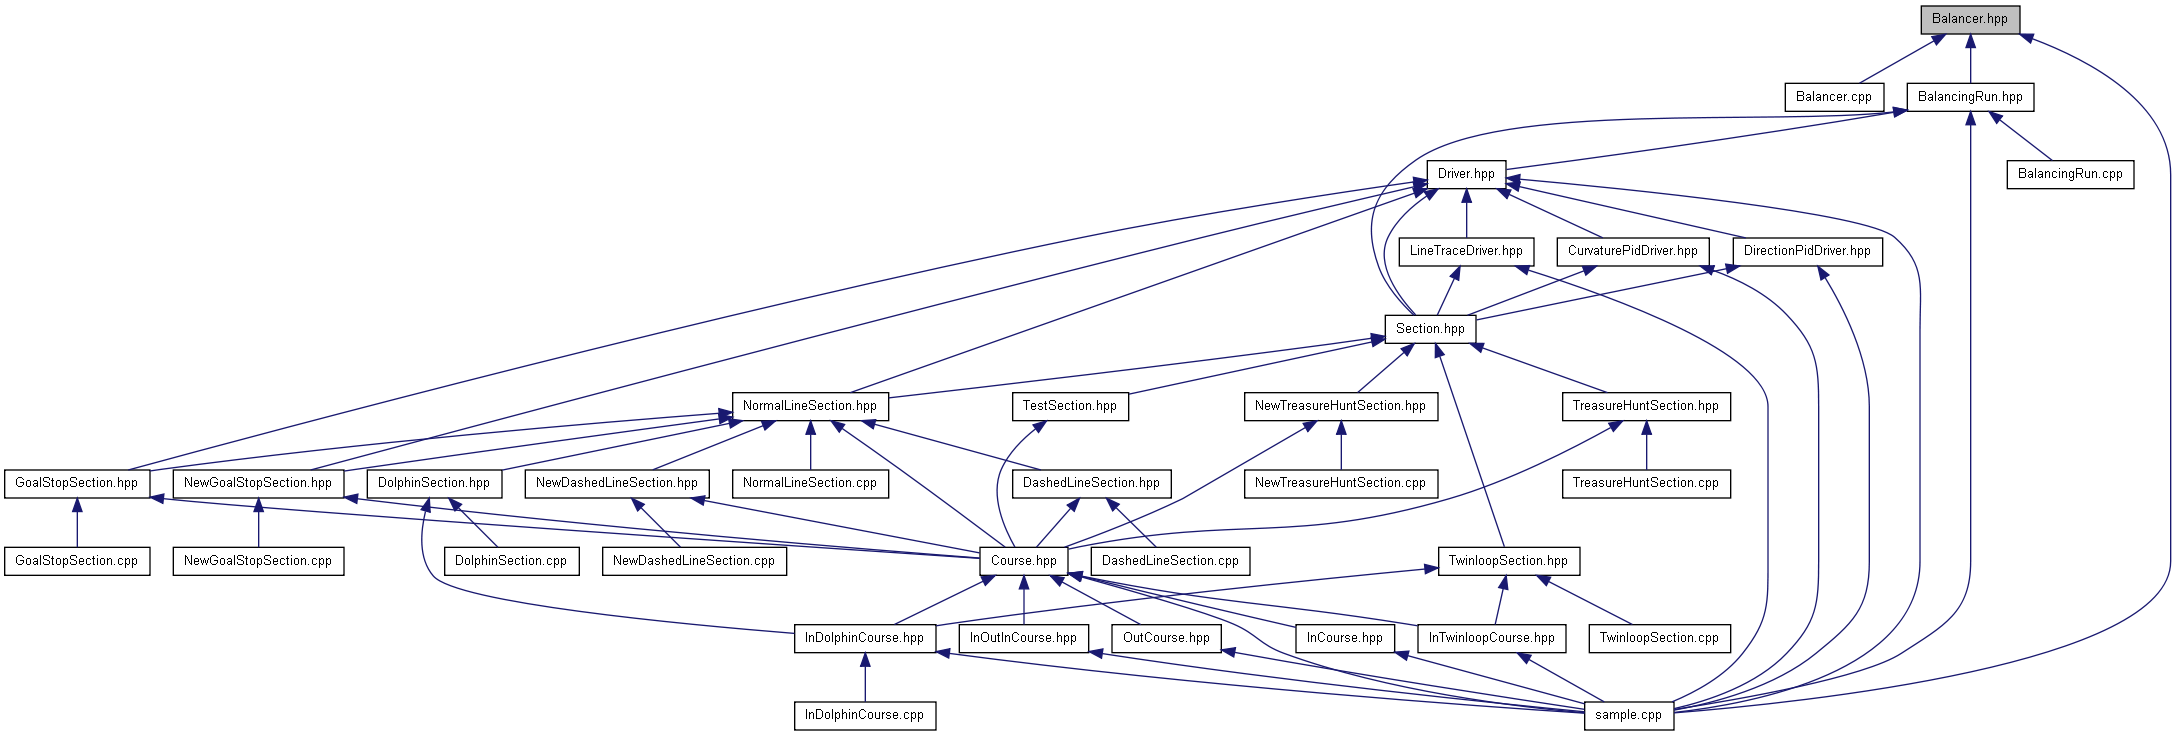 Balancer.hpp
Balancer.cpp
BalancingRun.hpp
Driver.hpp
BalancingRun.cpp
LineTraceDriver.hpp
CurvaturePidDriver.hpp
DirectionPidDriver.hpp
Section.hpp
NormalLineSection.hpp
TestSection.hpp
NewTreasureHuntSection.hpp
TreasureHuntSection.hpp
GoalStopSection.hpp
NewGoalStopSection.hpp
DolphinSection.hpp
NewDashedLineSection.hpp
NormalLineSection.cpp
DashedLineSection.hpp
NewTreasureHuntSection.cpp
TreasureHuntSection.cpp
GoalStopSection.cpp
NewGoalStopSection.cpp
DolphinSection.cpp
NewDashedLineSection.cpp
Course.hpp
DashedLineSection.cpp
TwinloopSection.hpp
InDolphinCourse.hpp
InOutInCourse.hpp
OutCourse.hpp
InCourse.hpp
InTwinloopCourse.hpp
TwinloopSection.cpp
InDolphinCourse.cpp
sample.cpp